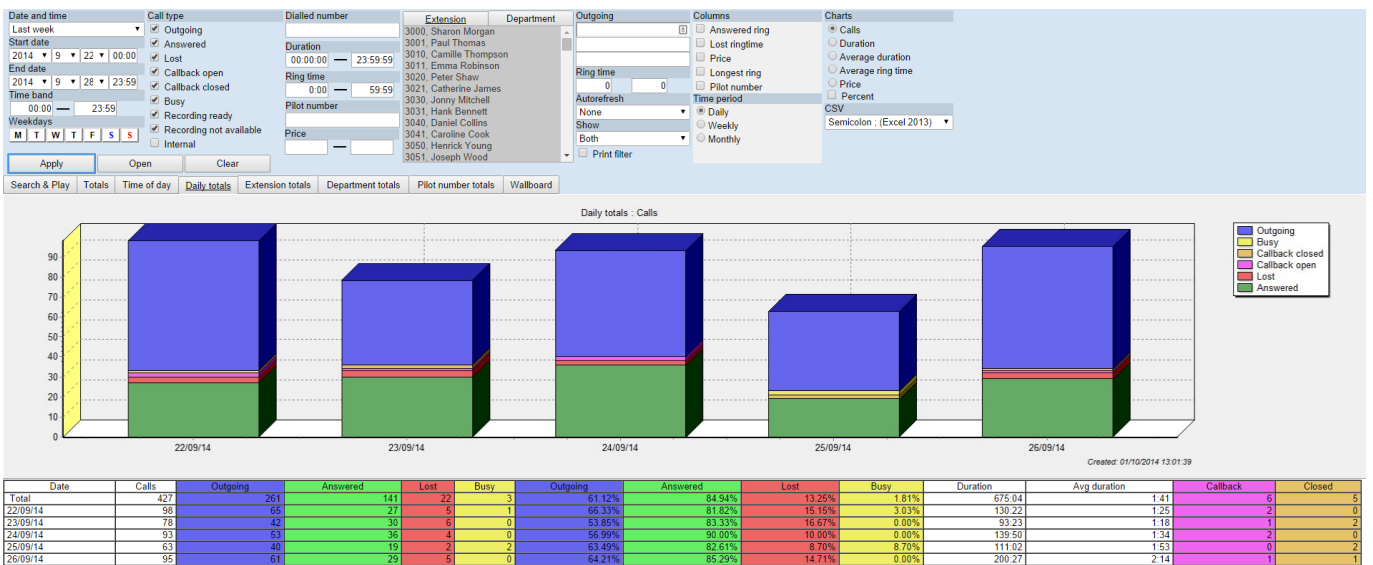 Date and time
Last week
Start date
2014 9 22 00:00
End date
2014 9 28 23:59
Time band
00:00 — 23:59
Weekdays
M T W T F S S
Call type
Outgoing
Answered
Lost
Callback open
Callback closed
Busy
Recording ready
Recording not available
Internal
Dialled number
Duration
00:00:00 — 23:59:59
Ring time
0:00 — 59:59
Pilot number
Price
—
Extension Department
3000, Sharon Morgan
3001, Paul Thomas
3010, Camille Thompson
3011, Emma Robinson
3020, Peter Shaw
3021, Catherine James
3030, Jonny Mitchell
3031, Hank Bennett
3040, Daniel Collins
3041, Caroline Cook
3050, Henrick Young
3051, Joseph Wood
Outgoing
Ring time
0 0
Autorefresh
None
Show
Both
Print filter
Columns
Answered ring
Lost ringtime
Price
Longest ring
Pilot number
Time period
Daily
Weekly
Monthly
Charts
Calls
Duration
Average duration
Average ring time
Price
Percent
CSV
Semicolon ; (Excel 2013)
Apply Open Clear
Search & Play Totals Time of day Daily totals Extension totals Department totals Pilot number totals Wallboard
Daily totals : Calls
90
80
70
60
50
40
30
20
10
0
22/09/14 23/09/14 24/09/14 25/09/14 26/09/14
Outgoing
Busy
Callback closed
Callback open
Lost
Answered
Created: 01/10/2014 13:01:39
Date Calls Outgoing Answered Lost Busy Outgoing Answered Lost Busy Duration Avg duration Callback Closed
Total 427 261 141 22 3 61.12% 84.94% 13.25% 1.81% 675:04 1:41 6 5
22/09/14 98 65 27 5 1 66.33% 81.82% 15.15% 3.03% 130:22 1:25 2 0
23/09/14 78 42 30 6 0 53.85% 83.33% 16.67% 0.00% 93:23 1:18 1 2
24/09/14 93 53 36 4 0 56.99% 90.00% 10.00% 0.00% 139:50 1:34 2 2
25/09/14 63 40 19 2 2 63.49% 82.61% 8.70% 8.70% 111:02 1:53 0 2
26/09/14 95 61 29 5 0 64.21% 85.29% 14.71% 0.00% 200:27 2:14 1 1